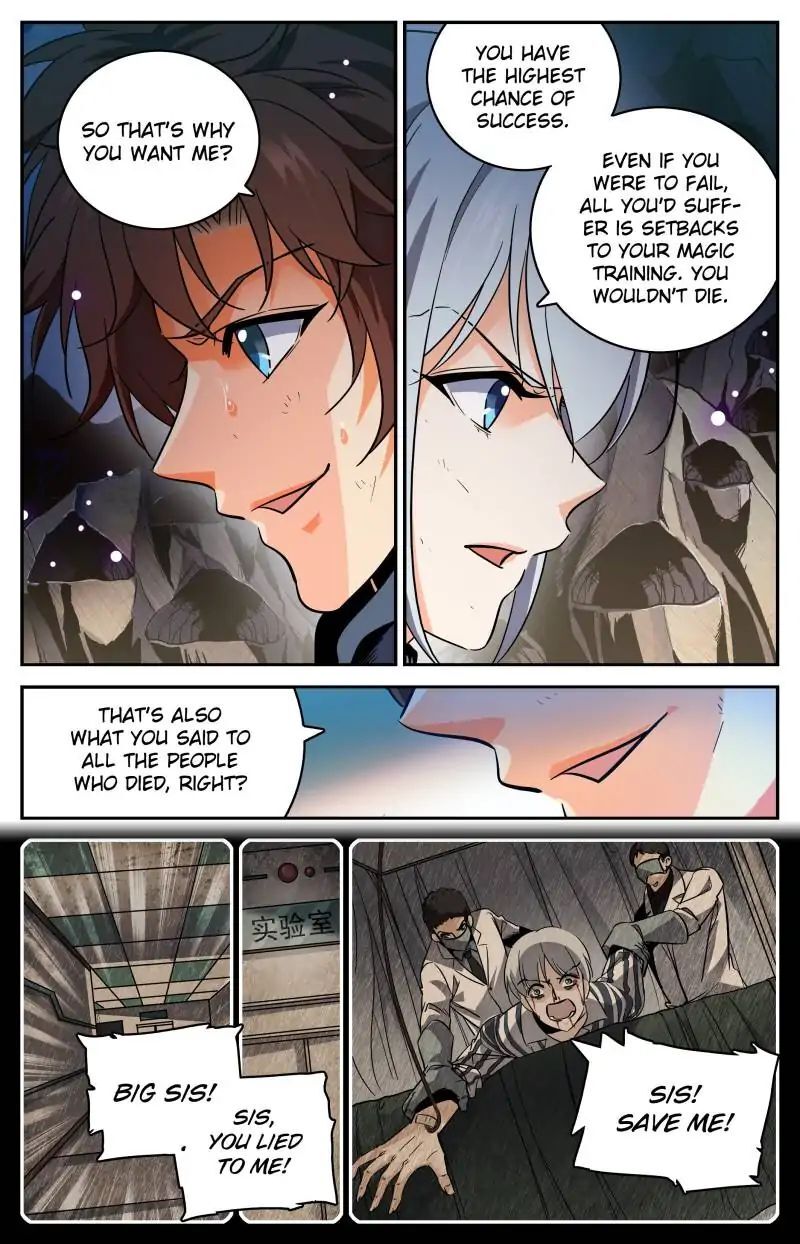 SO THAT'S WHY
YOU WANT ME?
YOU HAVE
THE HIGHEST
CHANCE OF
SUCCESS.
EVEN IF YOU
WERE TO FAIL,
ALL YOU'D SUFF-
ER IS SETBACKS
TO YOUR MAGIC
TRAINING. YOU
WOULDN'T DIE.
THAT'S ALSO
WHAT YOU SAID TO
ALL THE PEOPLE
WHO DIED, RIGHT?
实验室
BIG SIS!
SIS,
YOU LIED
TO ME!
SIS!
SAVE ME!